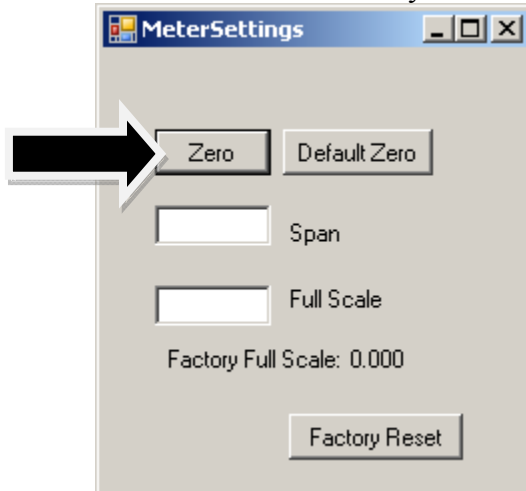 MeterSettings
Zero Default Zero
Span
Full Scale
Factory Full Scale: 0.000
Factory Reset